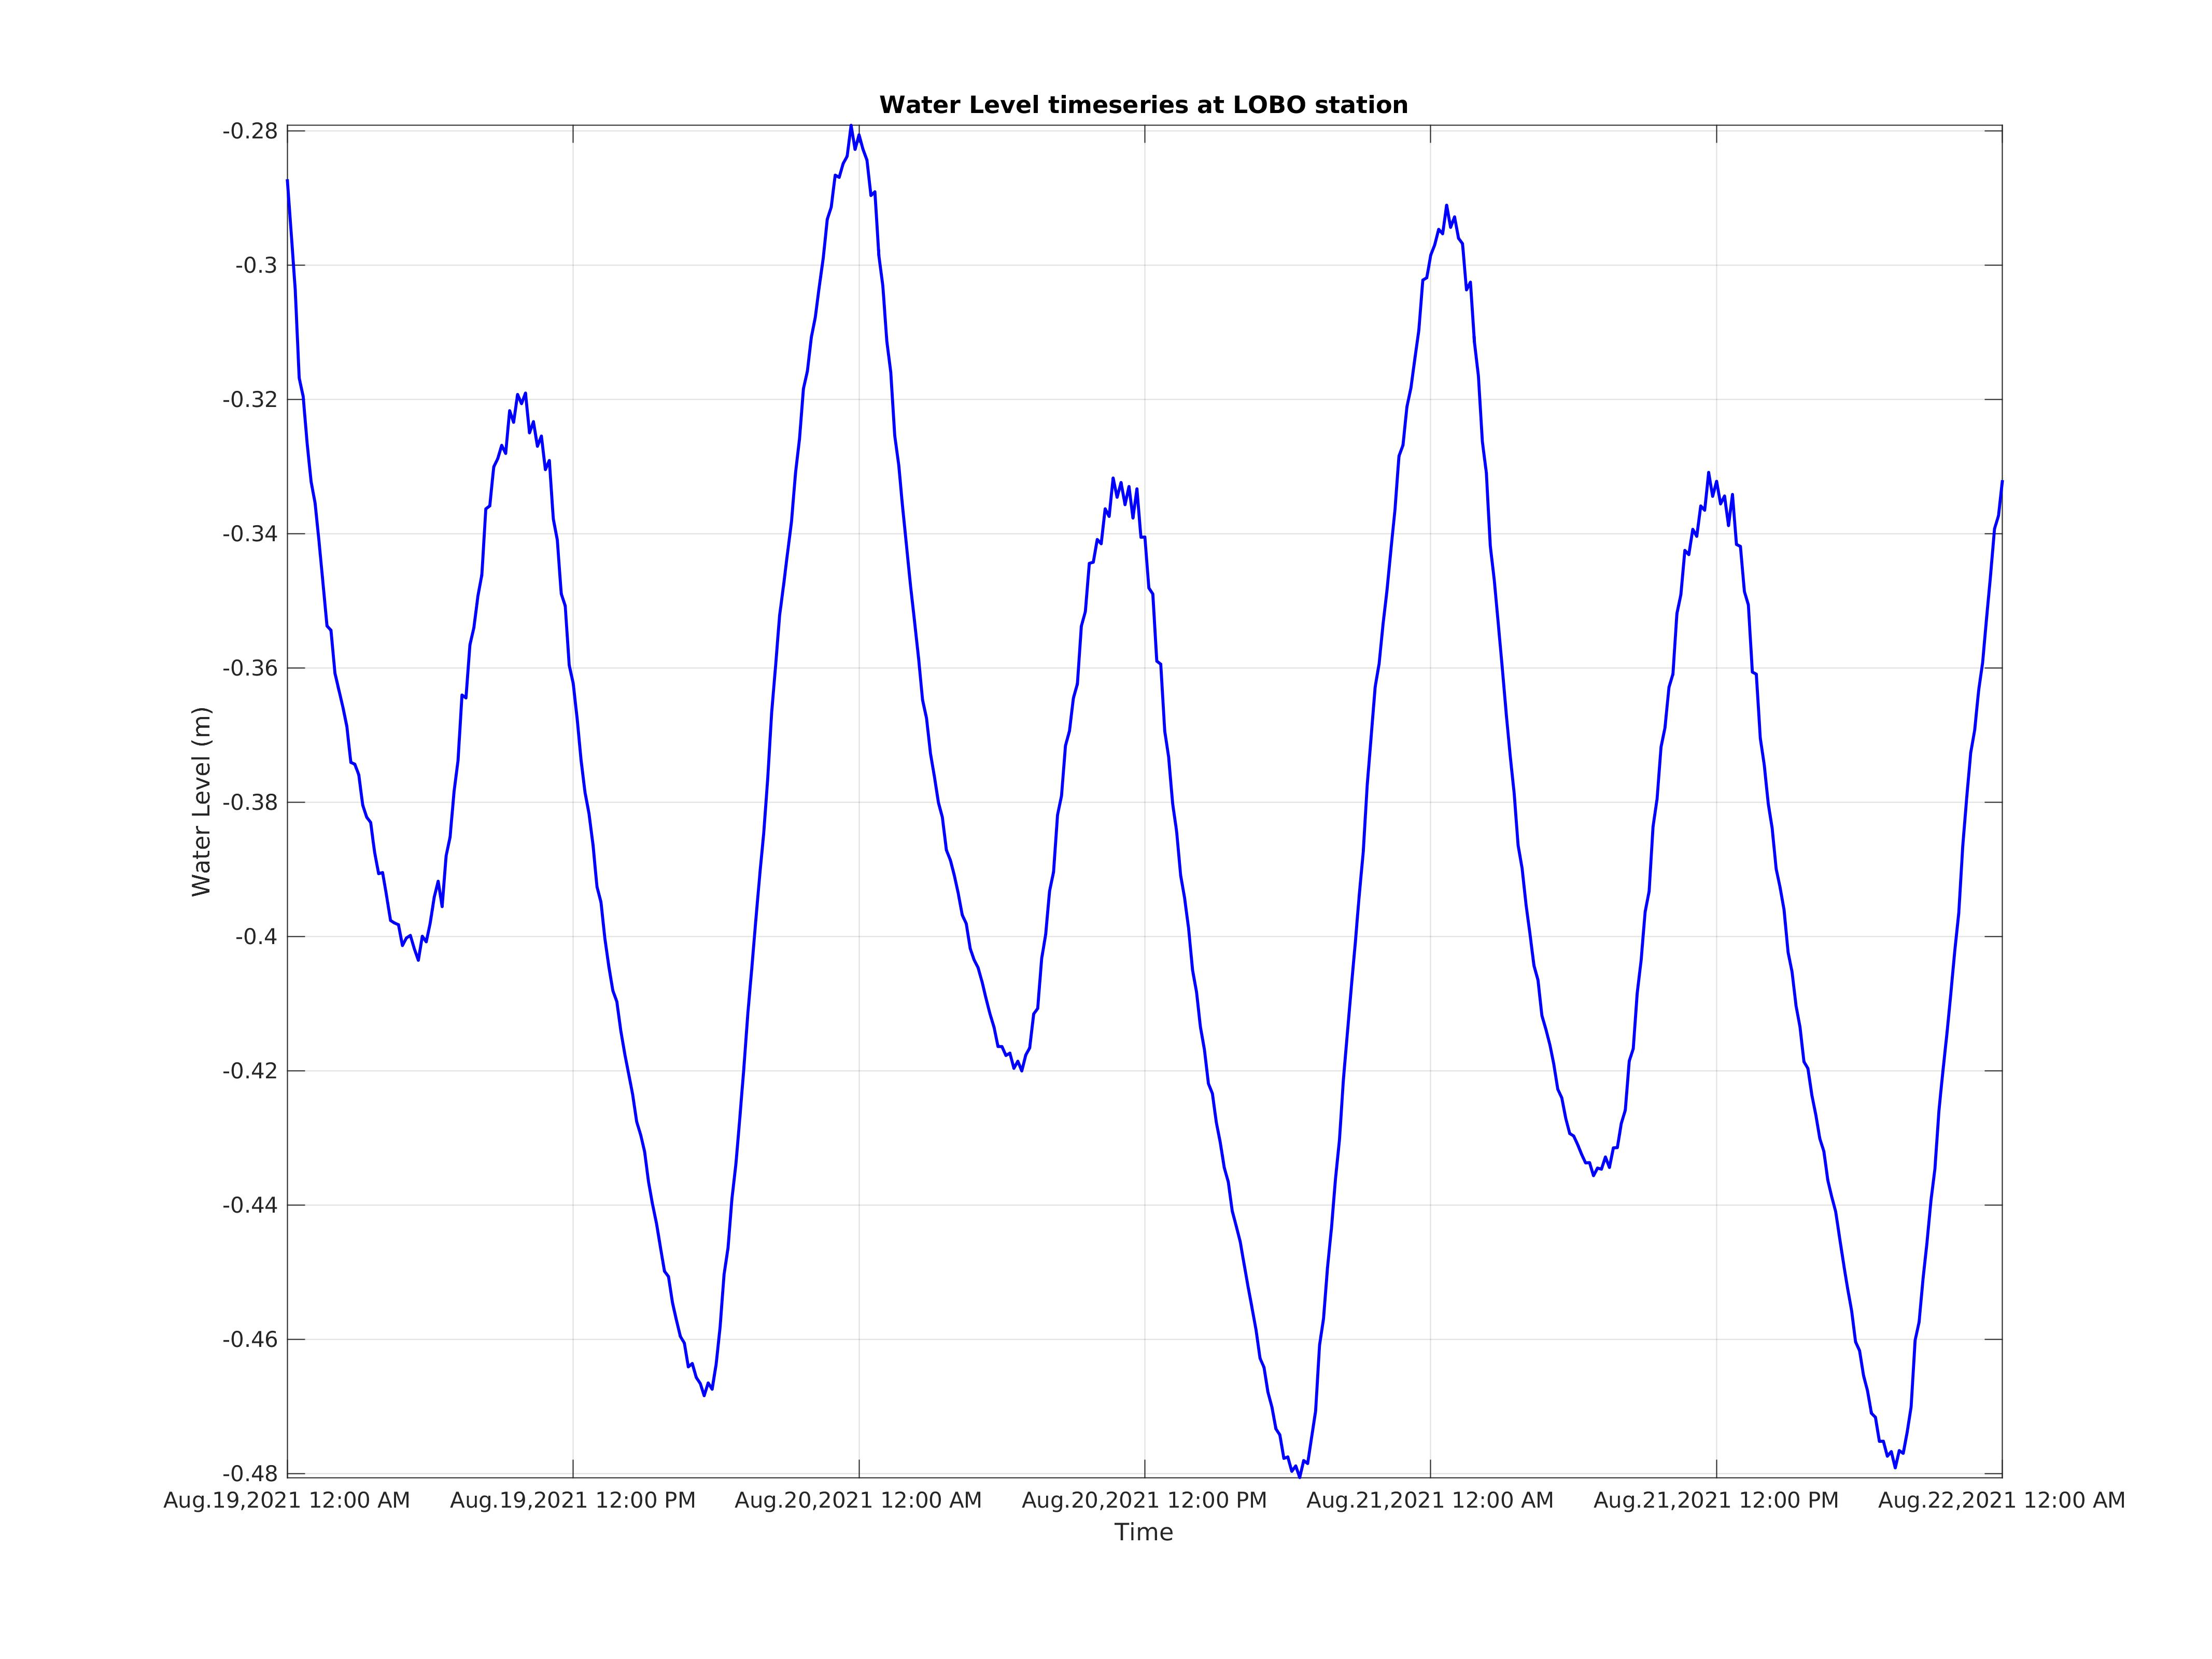 Water Level timeseries at LOBO station
-0.28
-0.3
-0.32
-0.34
-0.36
-0.38
-0.4
-0.42
-0.44
-0.46
-0.48
Water Level (m)
Aug.19,2021 12:00 AM Aug.19,2021 12:00 PM Aug.20,2021 12:00 AM Aug.20,2021 12:00 PM Aug.21,2021 12:00 AM Aug.21,2021 12:00 PM Aug.22,2021 12:00 AM
Time